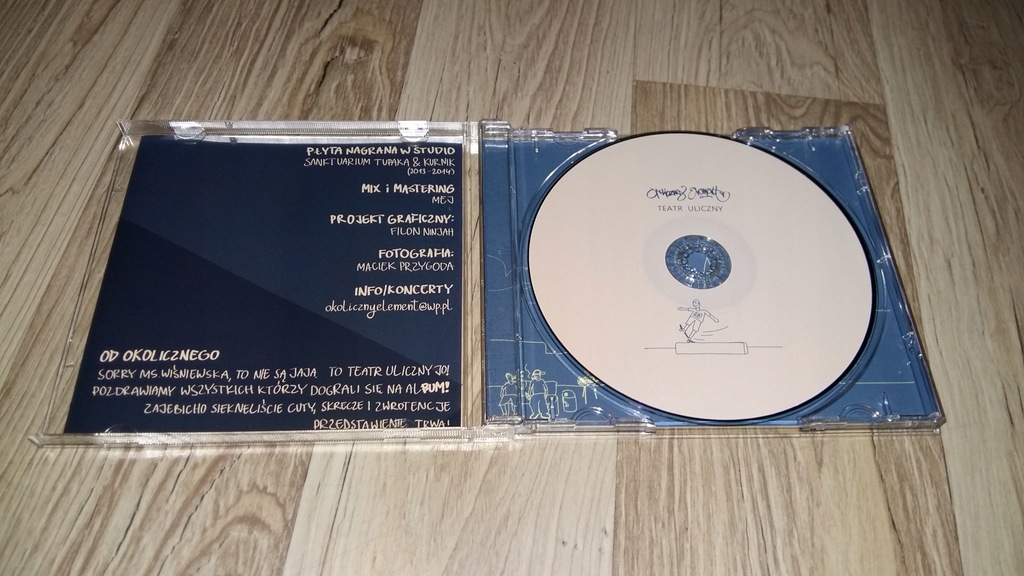 PŁYTA NAGRANA W STUDIO
SANKTUARIUM TUPAKA & KURNIK
(2013-2014)
MIX i MASTERING
MEJ
PROJEKT GRAFICZNY:
FILON NINJAH
FOTOGRAFIA:
MACIEK PRZYGODA
INFO/KONCERTY
okolicznyelement@wp.pl
OD OKOLICZNEGO
SORRY MS. WIŚNIEWSKA, TO NIE SĄ JAJA TO TEATR ULICZNY JO!
POZDRAWIAMY WSZYSTKICH KTÓRZY DOGRALI SIĘ NA ALBUM!
ZAJEBICHO SIEKNELIŚCIE CUTY, SKRECZE I ZWROTENCJE
PRZEDSTAWIENIE TRWA!
TEATR ULICZNY